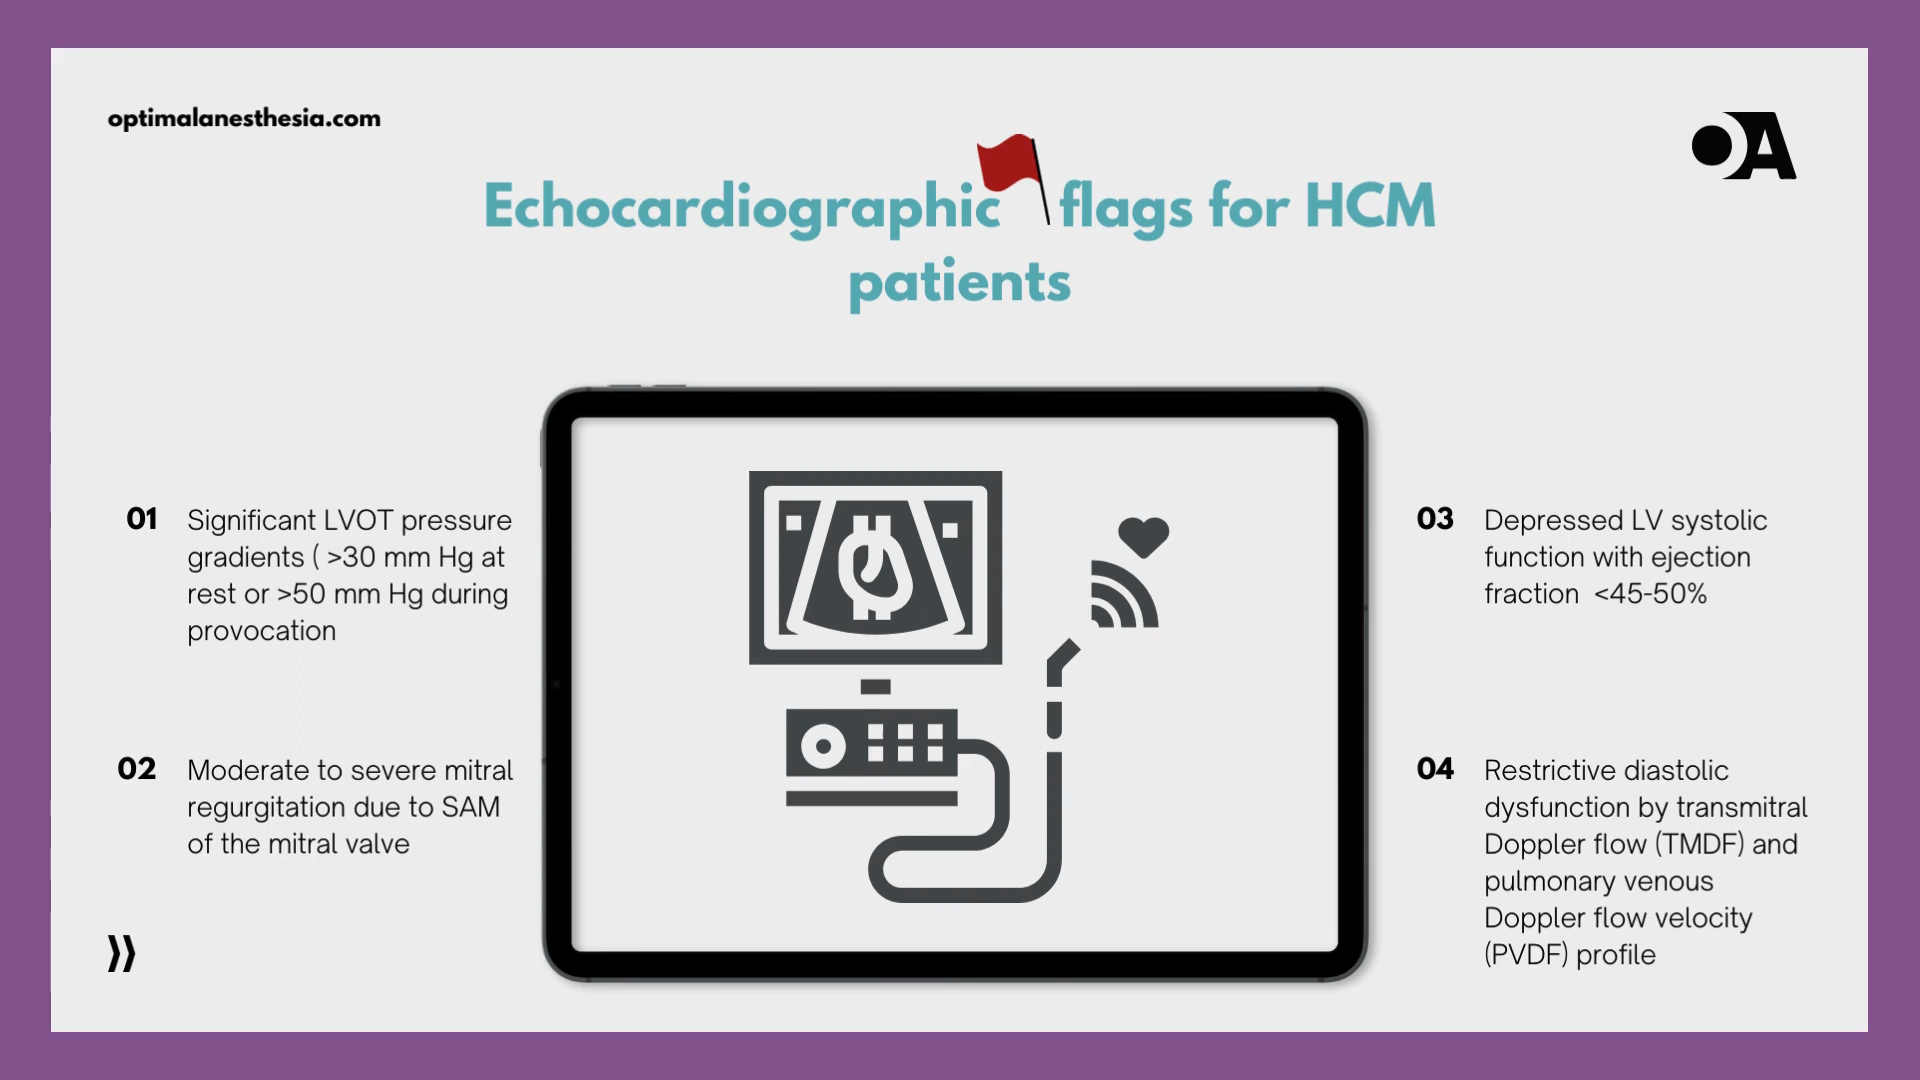 optimalanesthesia.com
OA
Echocardiographic flags for HCM
patients
01 Significant LVOT pressure
gradients ( >30 mm Hg at
rest or >50 mm Hg during
provocation
02 Moderate to severe mitral
regurgitation due to SAM
of the mitral valve
03 Depressed LV systolic
function with ejection
fraction <45-50%
04 Restrictive diastolic
dysfunction by transmitral
Doppler flow (TMDF) and
pulmonary venous
Doppler flow velocity
(PVDF) profile